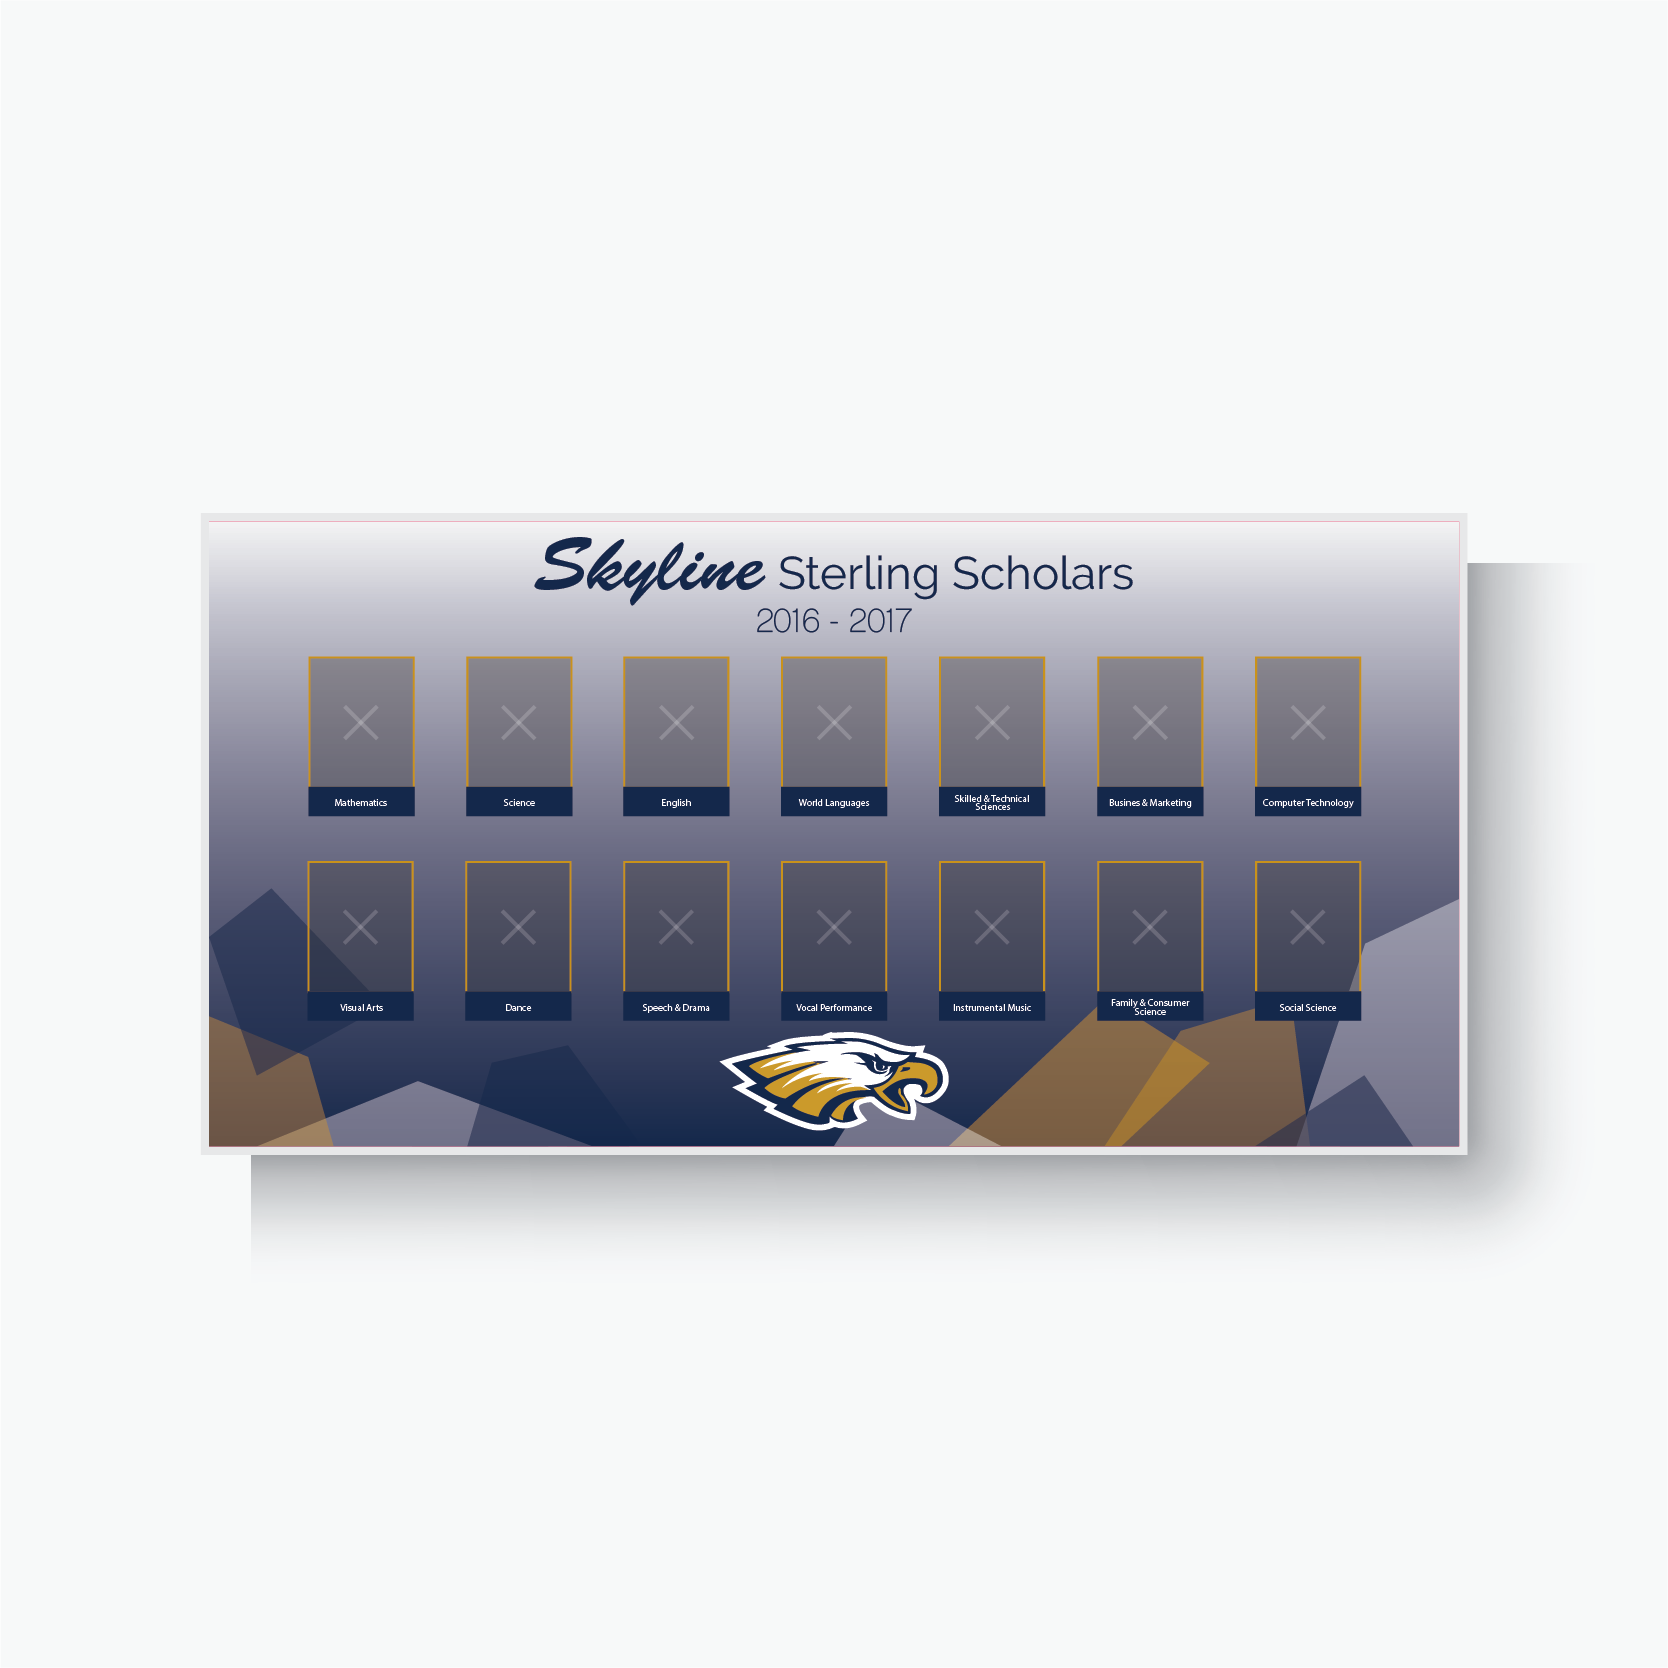 Skyline Sterling Scholars
2016 - 2017
Mathematics
Science
English
World Languages
Skilled & Technical
Sciences
Busines & Marketing
Computer Technology
Visual Arts
Dance
Speech & Drama
Vocal Performance
Instrumental Music
Family & Consumer
Science
Social Science